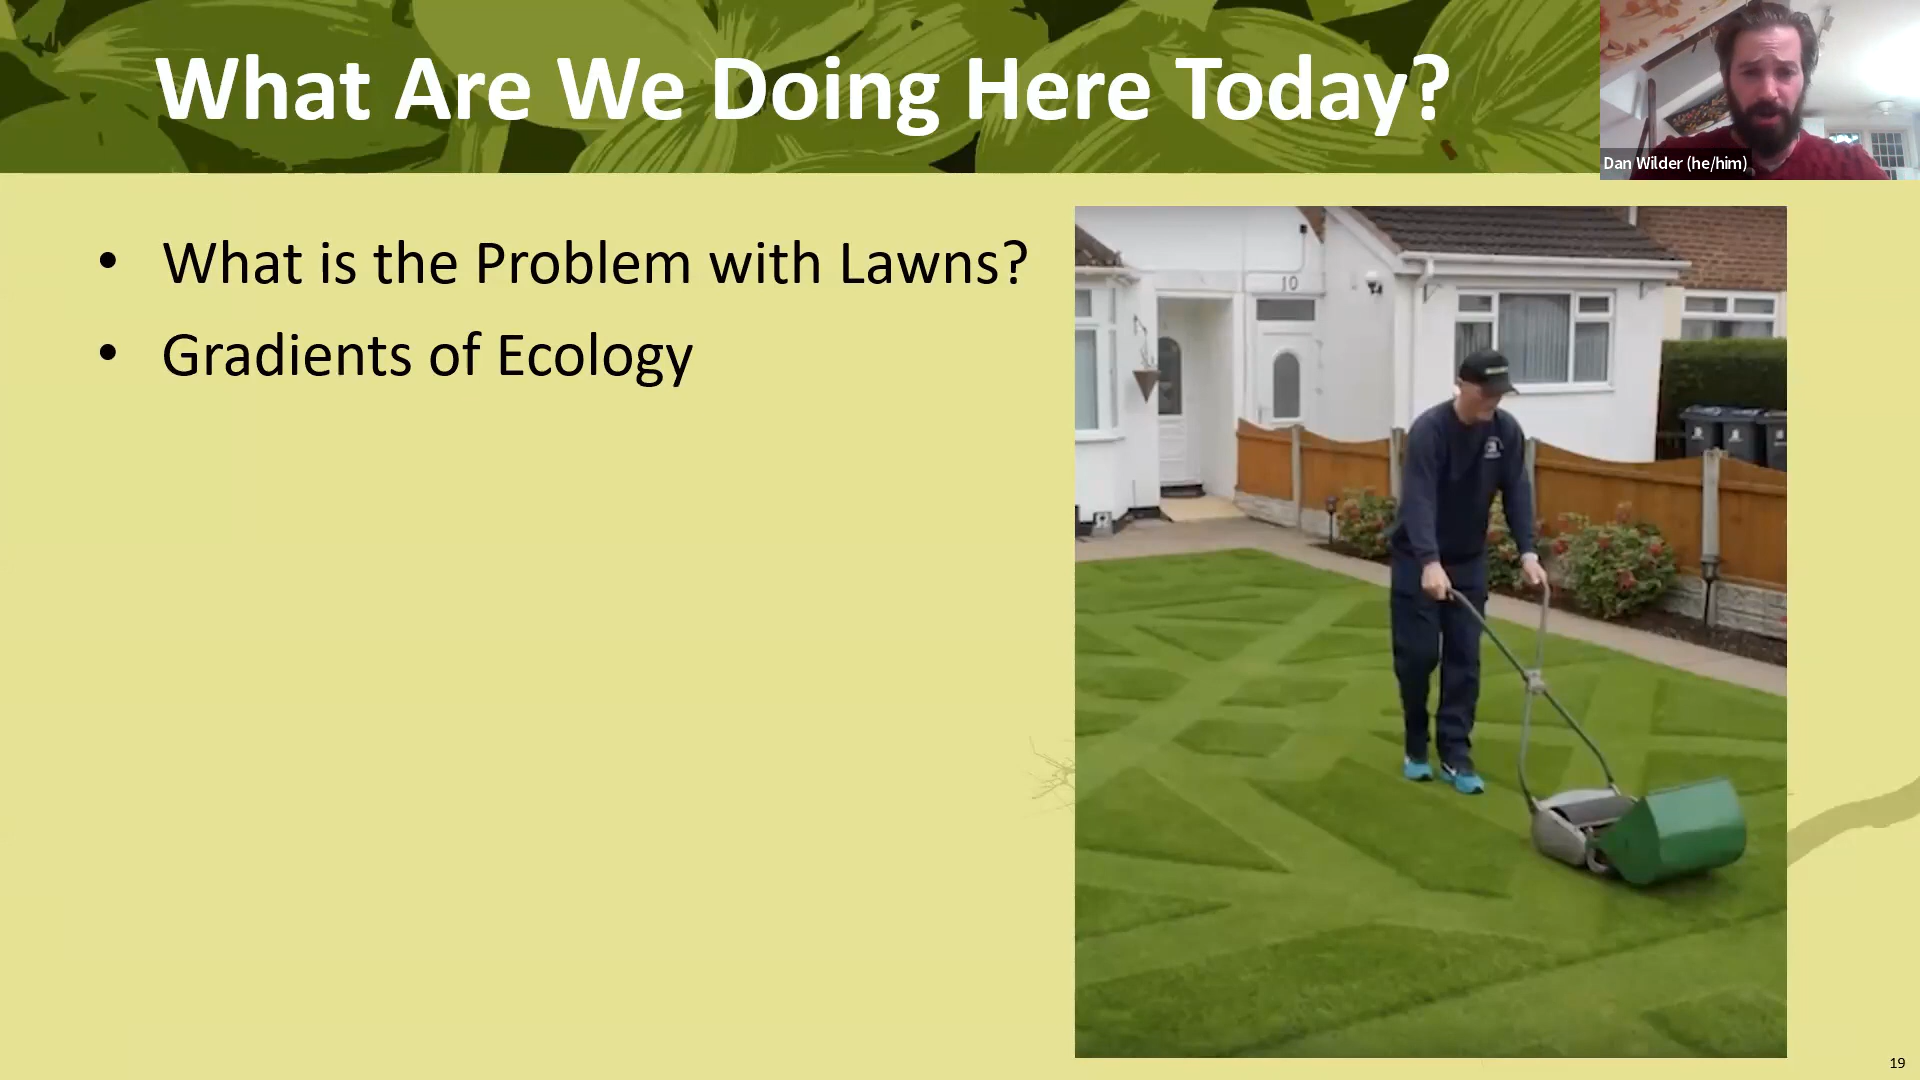 What Are We Doing Here Today?
Dan Wilder (he/him)
• What is the Problem with Lawns?
• Gradients of Ecology
10
19